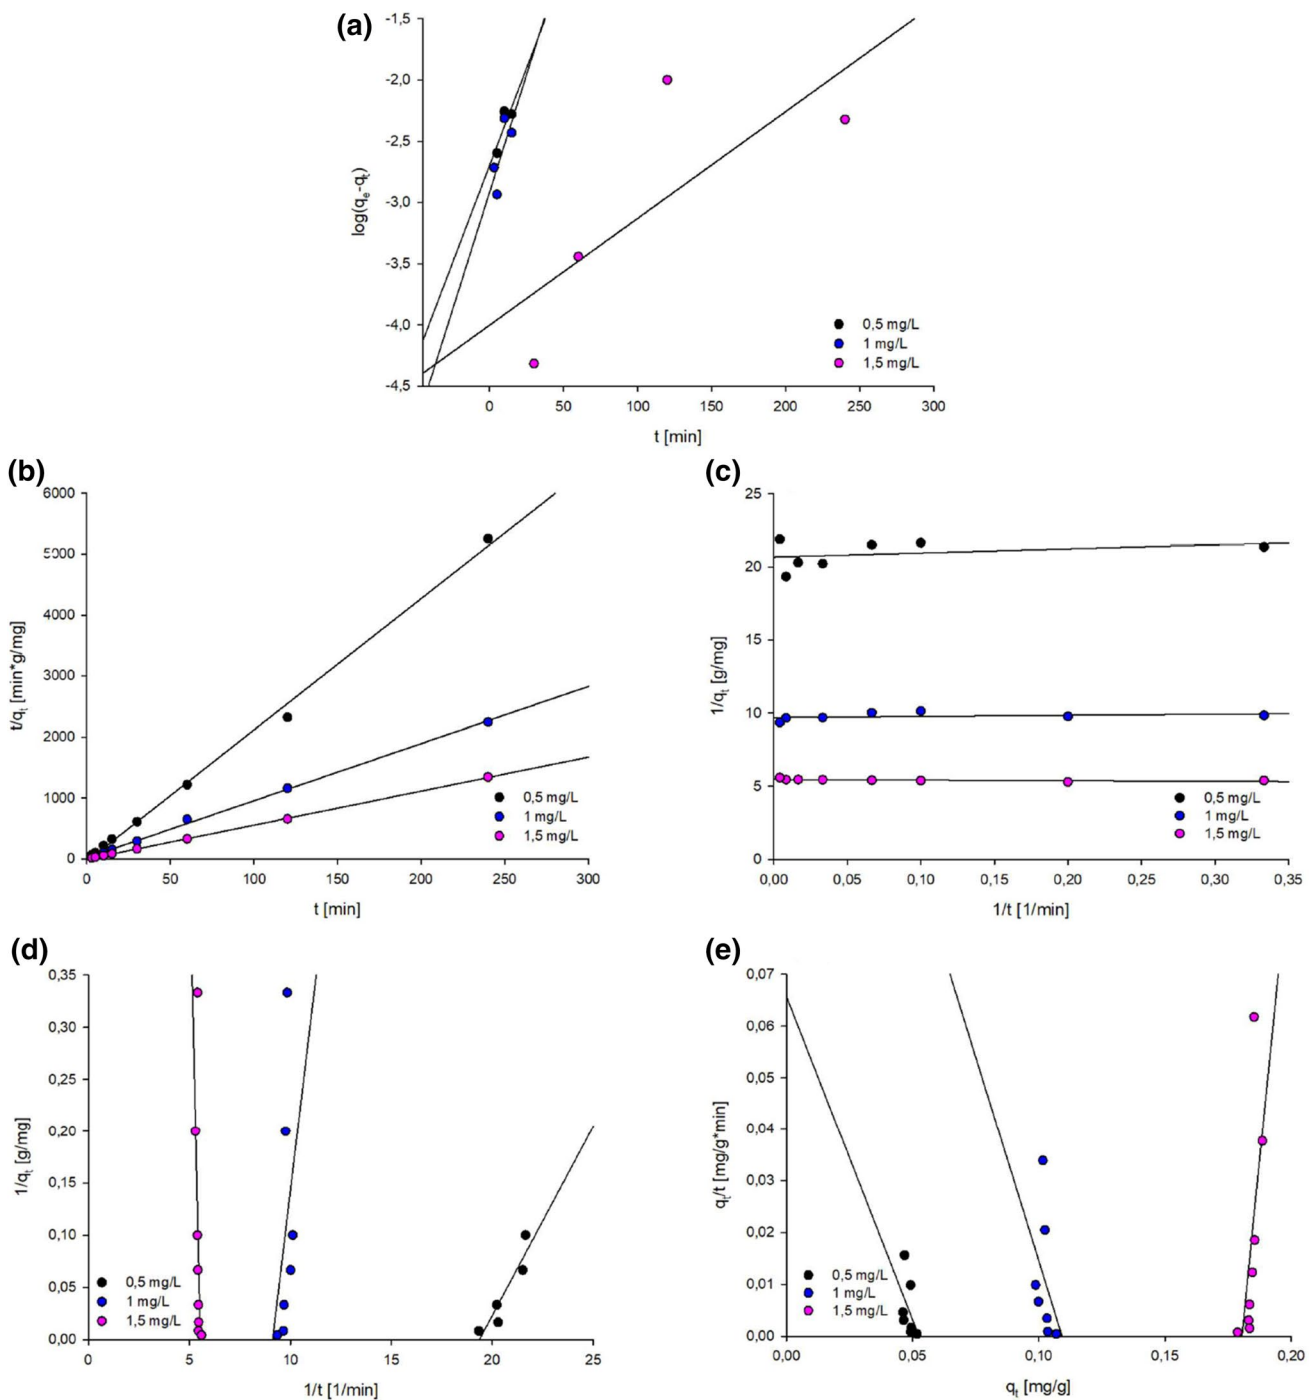 (a)
-1,5
-2,0
-2,5
-3,0
-3,5
-4,0
-4,5
log(qe-qt)
0 50 100 150 200 250 300
t [min]
0,5 mg/L
1 mg/L
1,5 mg/L
(b)
6000
5000
4000
3000
2000
1000
0
t/qt [min*g/mg]
0 50 100 150 200 250 300
t [min]
0,5 mg/L
1 mg/L
1,5 mg/L
(c)
25
20
15
10
5
0
1/qt [g/mg]
0,00 0,05 0,10 0,15 0,20 0,25 0,30 0,35
1/t [1/min]
0,5 mg/L
1 mg/L
1,5 mg/L
(d)
0,35
0,30
0,25
0,20
0,15
0,10
0,05
0,00
1/qt [g/mg]
0 5 10 15 20 25
1/t [1/min]
0,5 mg/L
1 mg/L
1,5 mg/L
(e)
0,07
0,06
0,05
0,04
0,03
0,02
0,01
0,00
qt/t [mg/g*min]
0,00 0,05 0,10 0,15 0,20
qt [mg/g]
0,5 mg/L
1 mg/L
1,5 mg/L